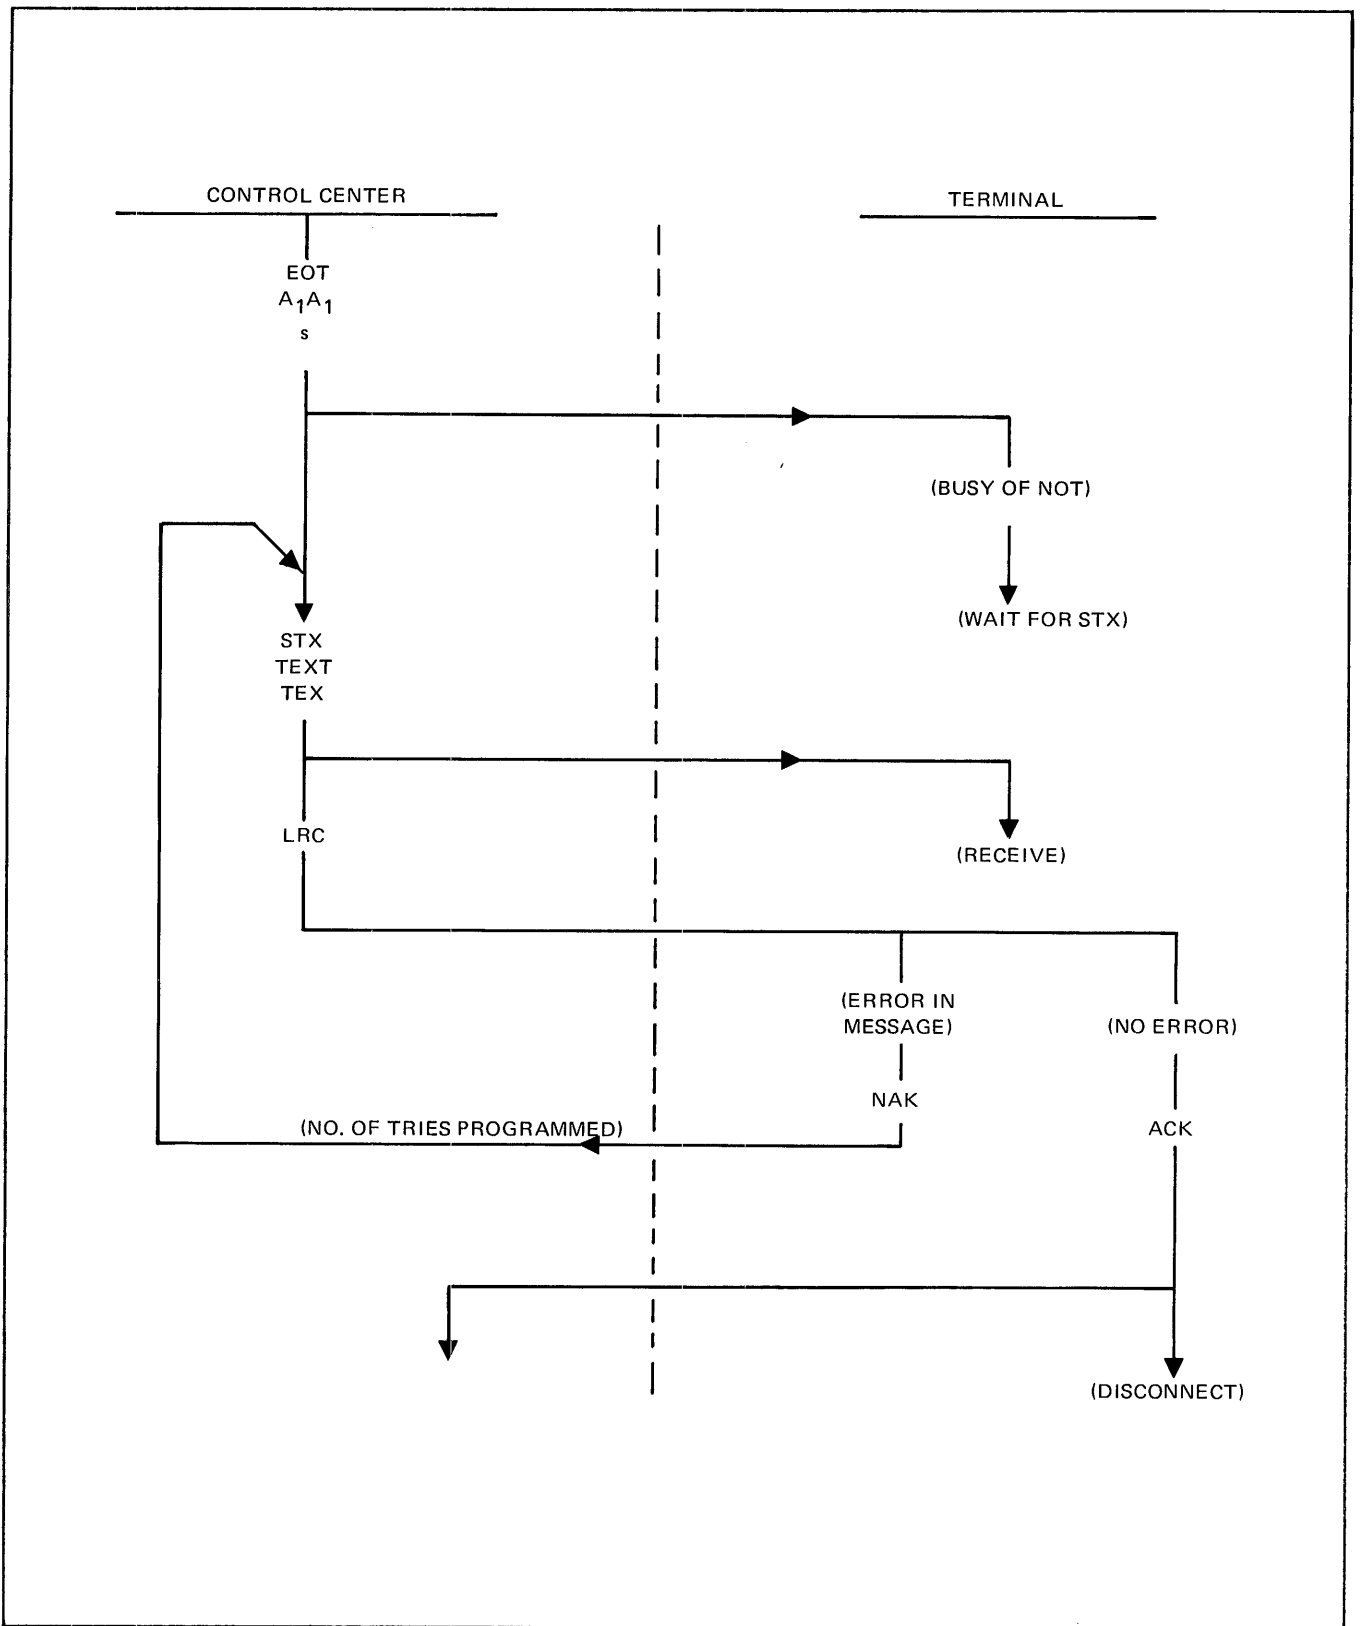 CONTROL CENTER
TERMINAL
EOT
A₁A₁
s
(BUSY OF NOT)
(WAIT FOR STX)
STX
TEXT
TEX
LRC
(RECEIVE)
(ERROR IN
MESSAGE)
(NO ERROR)
NAK
(NO. OF TRIES PROGRAMMED)
ACK
(DISCONNECT)